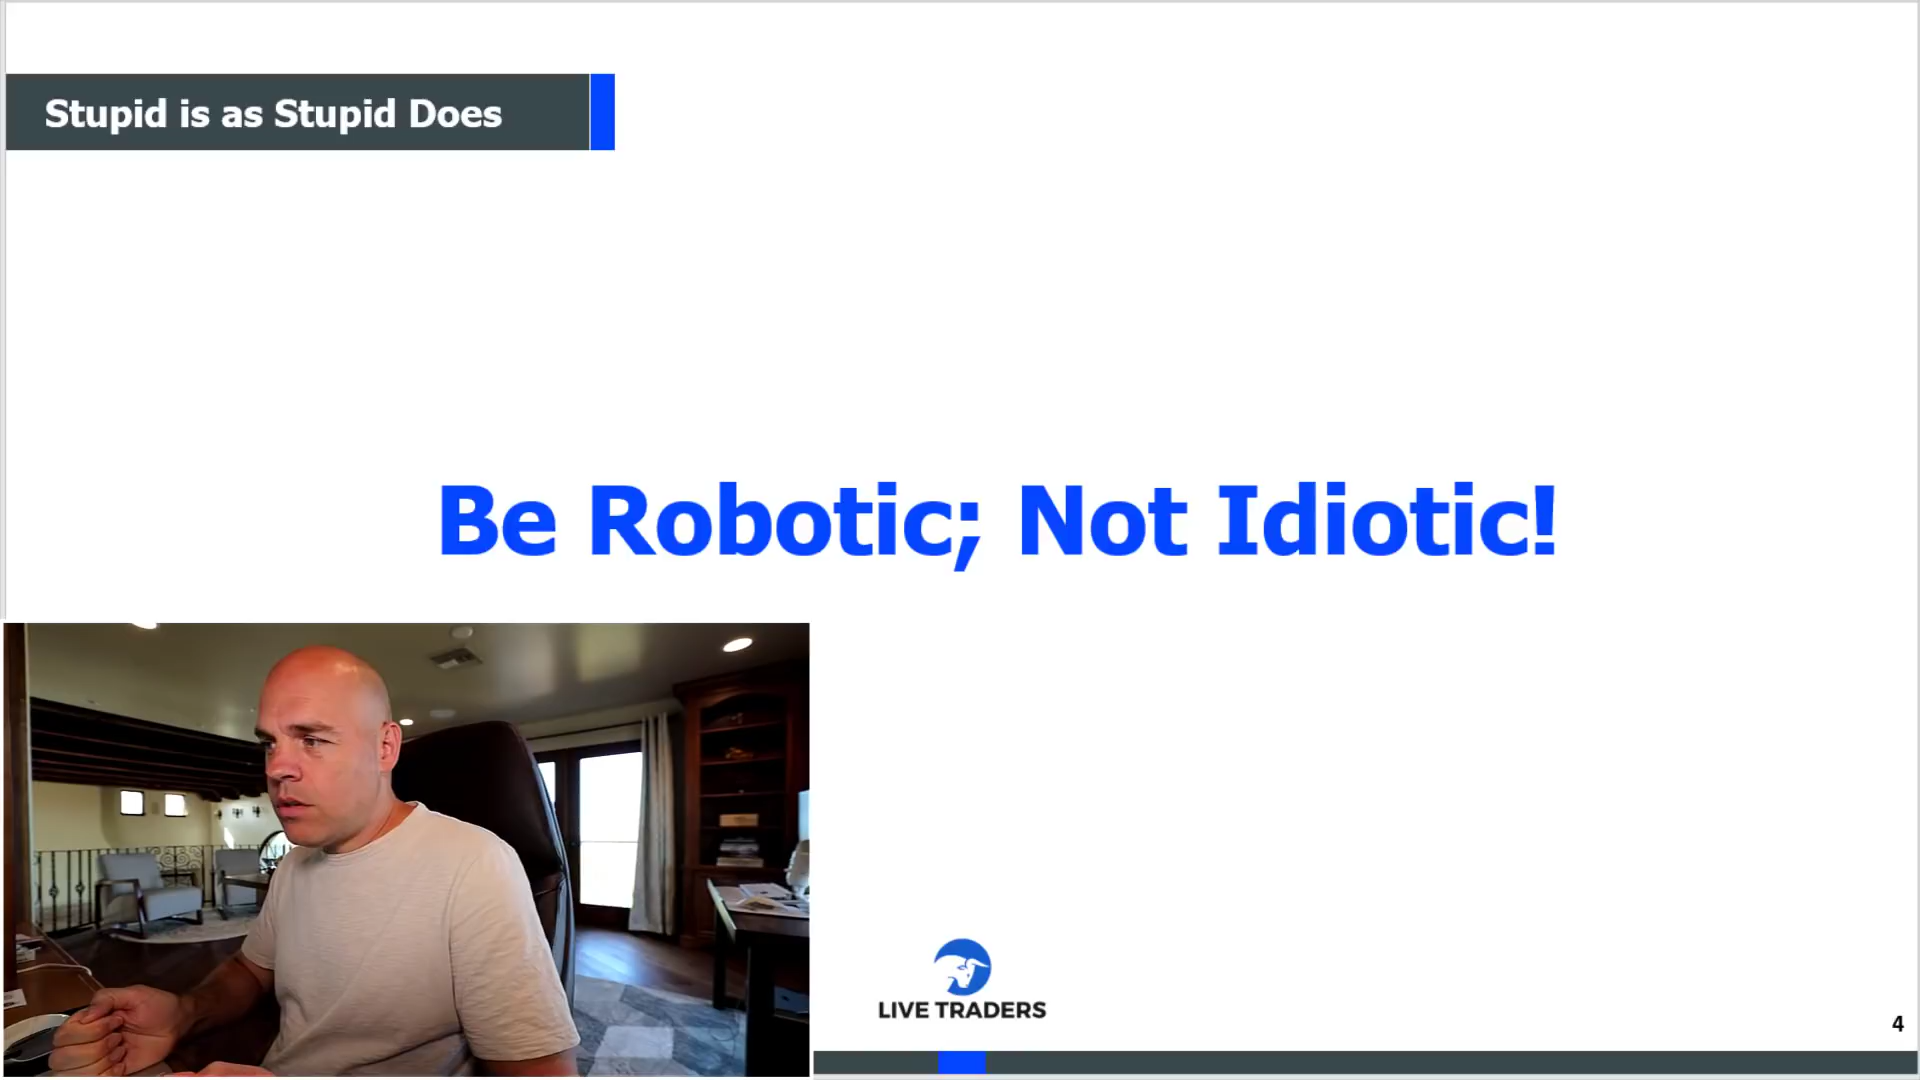 Stupid is as Stupid Does
Be Robotic; Not Idiotic!
LIVE TRADERS
4